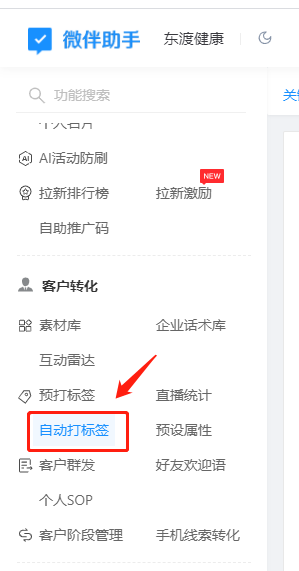 微伴助手 东渡健康
功能搜索
关
个人名片
AI活动防刷
NEW
拉新排行榜 拉新激励
自助推广码
客户转化
素材库 企业话术库
互动雷达
预打标签 直播统计
自动打标签 预设属性
客户群发 好友欢迎语
个人SOP
客户阶段管理 手机线索转化